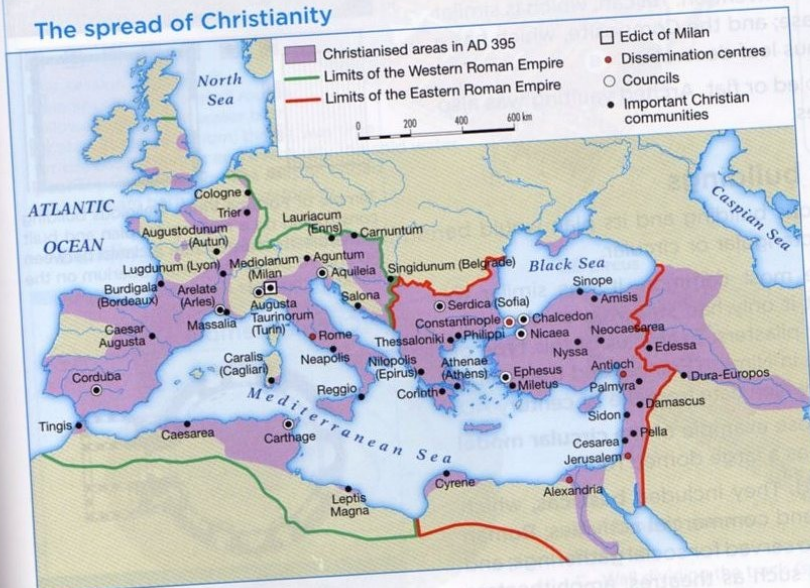 The spread of Christianity
Christianised areas in AD 395
Limits of the Western Roman Empire
Limits of the Eastern Roman Empire
0 200 400 600 km
Edict of Milan
Dissemination centres
Councils
Important Christian
communities
North
Sea
ATLANTIC
OCEAN
Caspian Sea
Black Sea
Mediterranean Sea
Cologne
Trier
Augustodunum
(Autun)
Lauriacum
(Enns)
Carnuntum
Lugdunum (Lyon)
Mediolanum
(Milan
Aguntum
Aquileia
Singidunum (Belgrade)
Burdigala
(Bordeaux)
Arelate
(Arles)
Massalia
Augusta
Taurinorum
(Turin)
Salona
Serdica (Sofia)
Sinope
Amisis
Constantinople
Chalcedon
Caesar
Augusta
Rome
Thessaloniki
Philippi
Nicaea
Neocaesarea
Neapolis
Nyssa
Edessa
Caralis
(Cagliari)
Nilopolis
(Epirus)
Athenae
(Athens)
Ephesus
Miletus
Antioch
Dura-Europos
Corduba
Reggio
Corinth
Palmyra
Damascus
Sidon
Tingis
Caesarea
Carthage
Pella
Cesarea
Jerusalem
Leptis
Magna
Cyrene
Alexandria